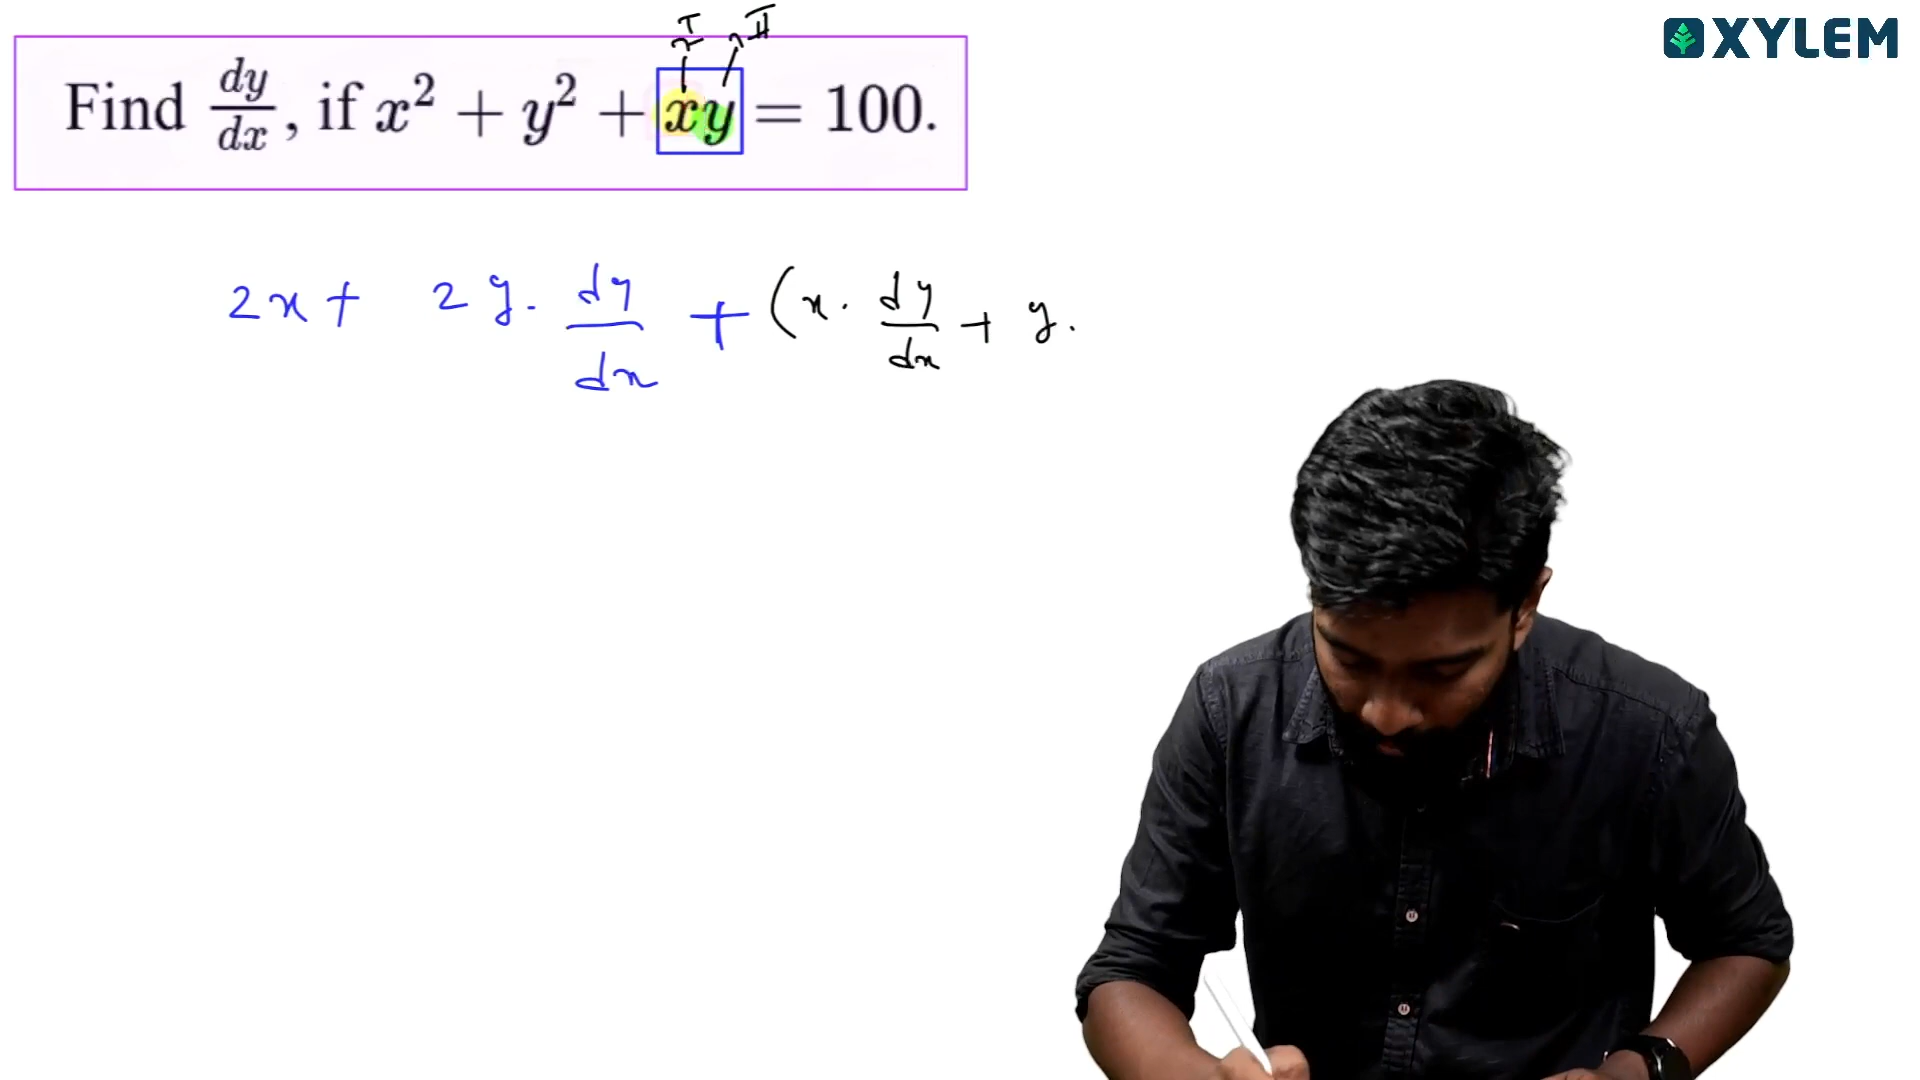 I II
XYLEM
Find dy/dx, if x² + y² + xy = 100.
2x + 2y. dy/dx + (x. dy/dx + y.